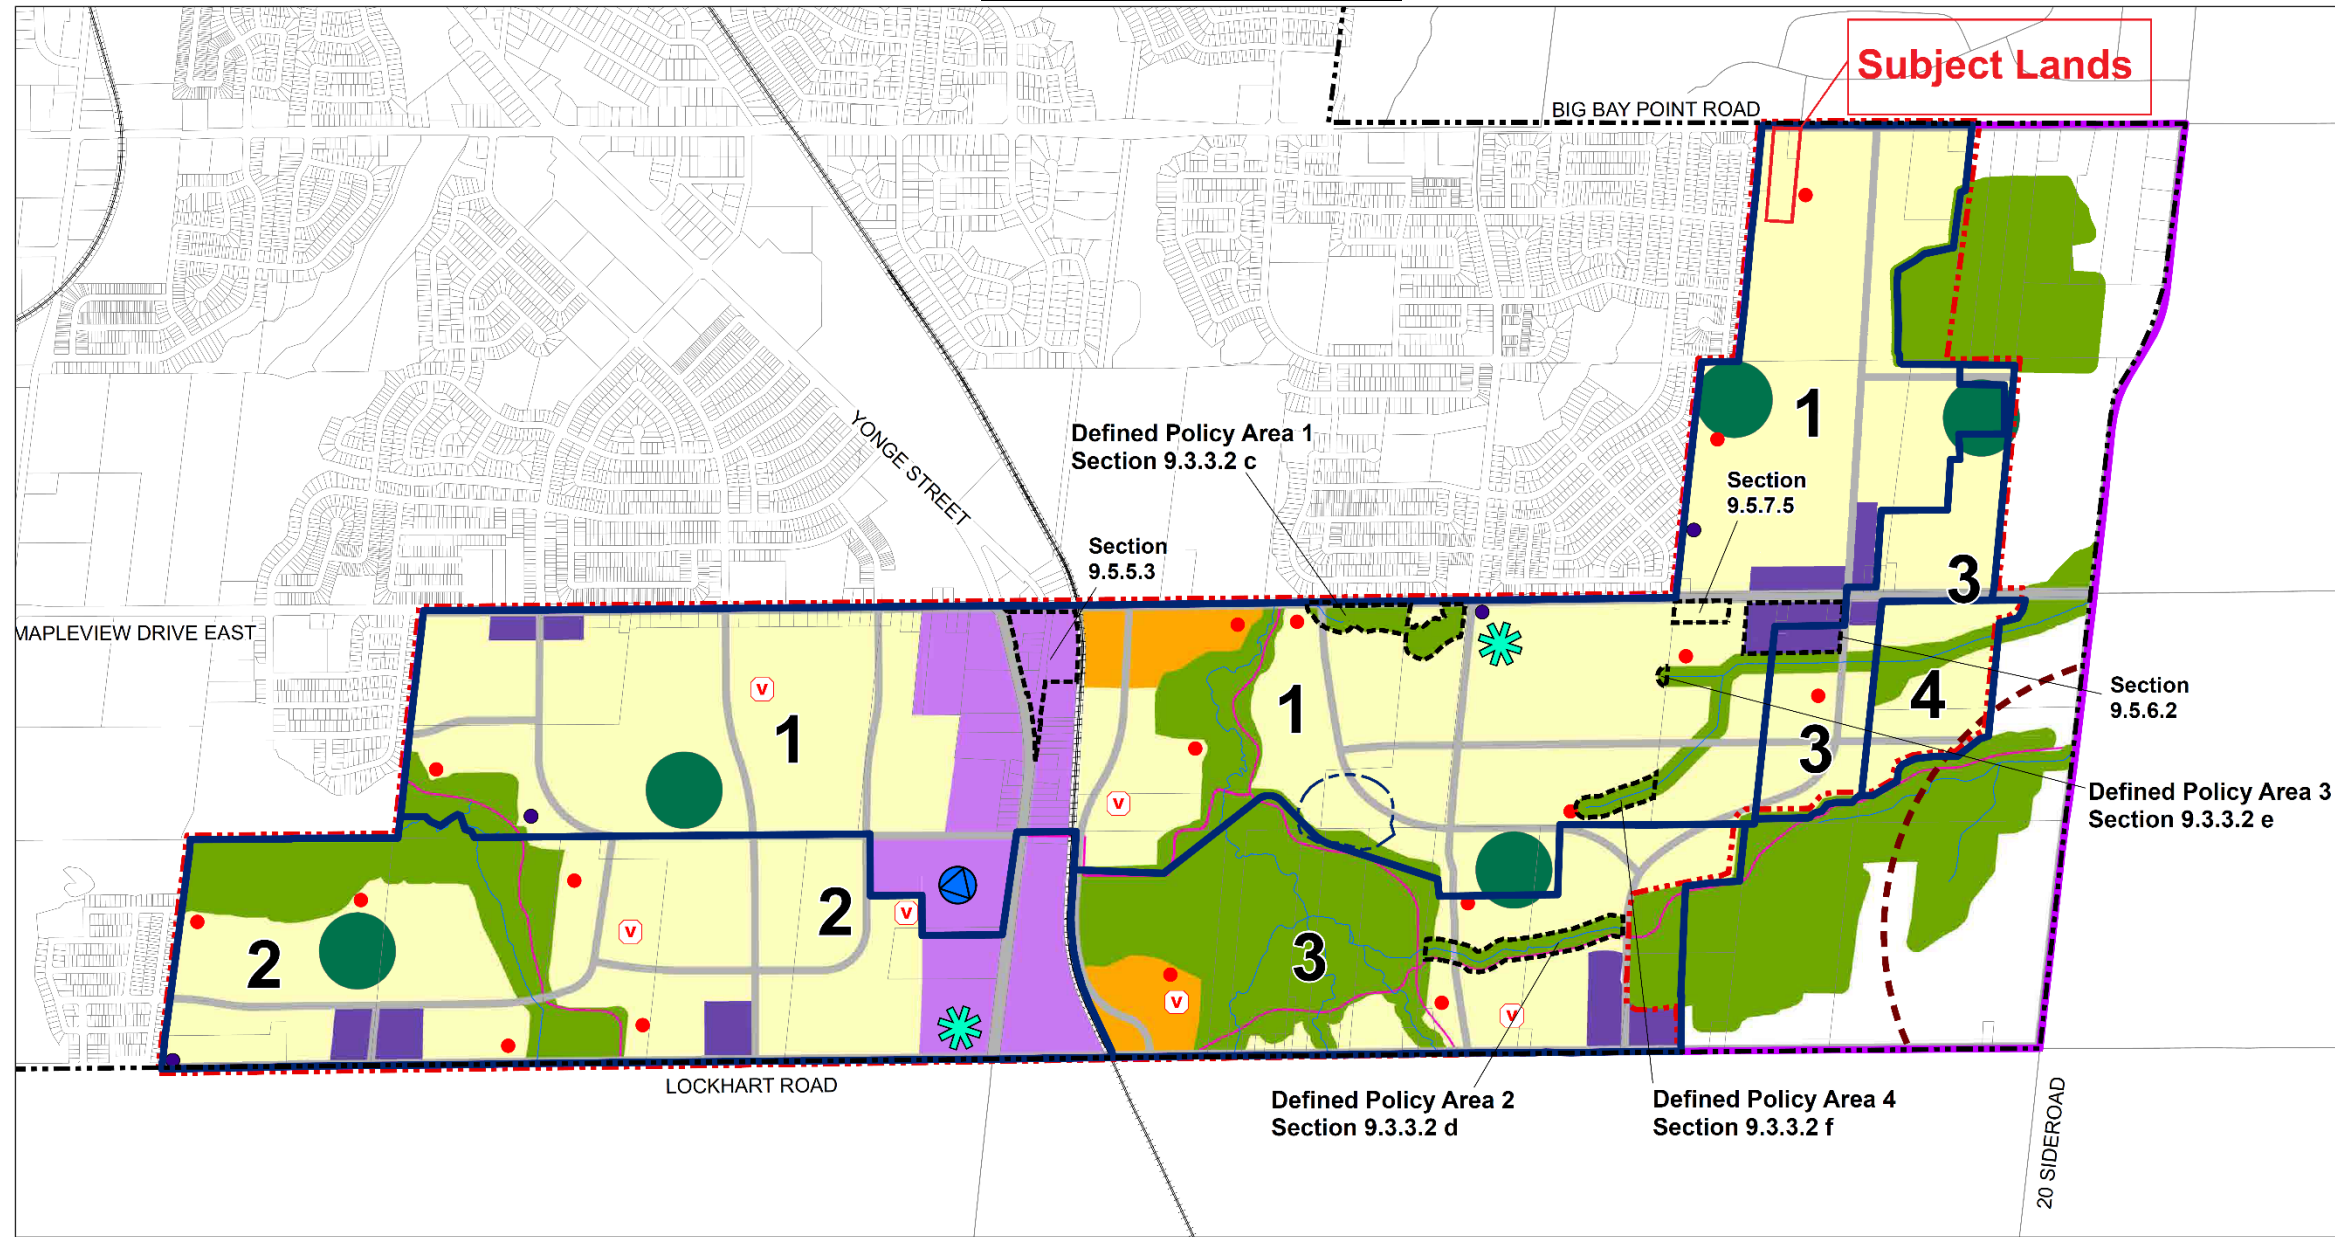 Subject Lands
BIG BAY POINT ROAD
YONGE STREET
Defined Policy Area 1
Section 9.3.3.2 c
1
Section
9.5.7.5
Section
9.5.5.3
3
MAPLEVIEW DRIVE EAST
V
1
1
4
Section
9.5.6.2
3
V
Defined Policy Area 3
Section 9.3.3.2 e
2
V
V
2
3
V
V
LOCKHART ROAD
Defined Policy Area 2
Section 9.3.3.2 d
Defined Policy Area 4
Section 9.3.3.2 f
20 SIDEROAD